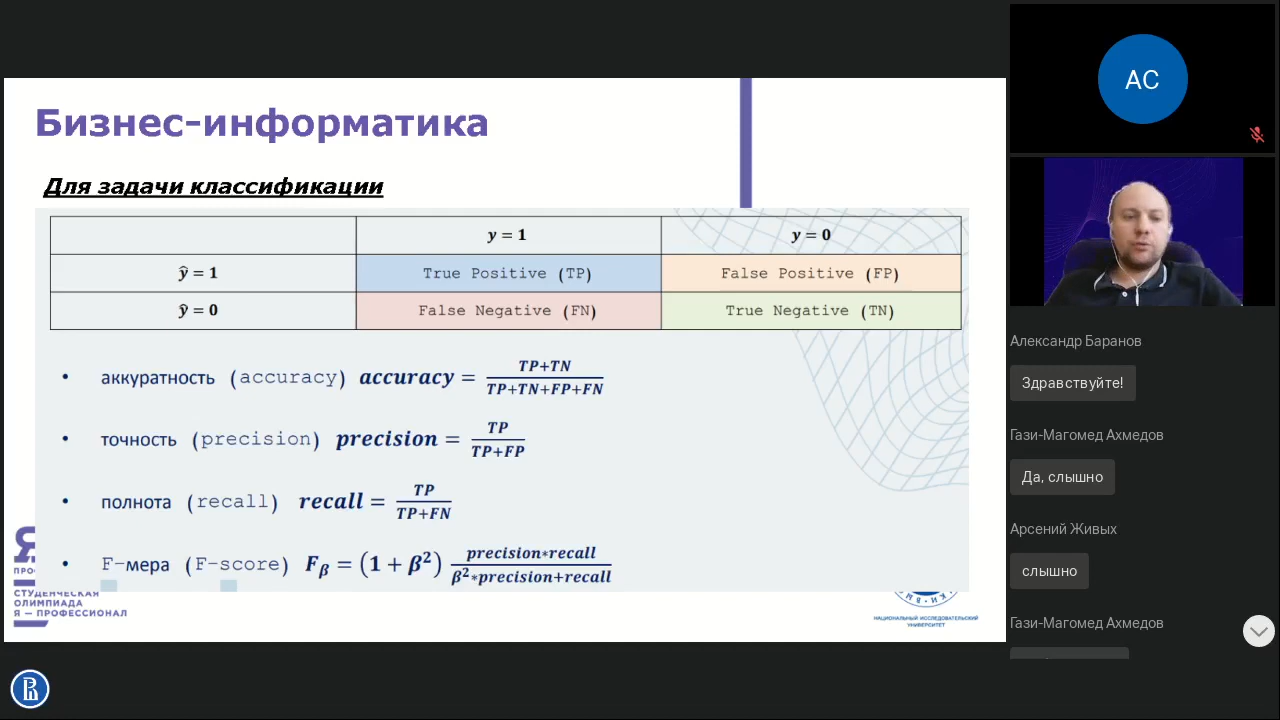 Бизнес-информатика
Для задачи классификации
y = 1
y = 0
ŷ = 1
True Positive (TP)
False Positive (FP)
ŷ = 0
False Negative (FN)
True Negative (TN)
• аккуратность (accuracy) accuracy = TP+TN / TP+TN+FP+FN
• точность (precision) precision = TP / TP+FP
• полнота (recall) recall = TP / TP+FN
• F-мера (F-score) Fβ = (1 + β²) precision*recall / β²*precision+recall
СТУДЕНЧЕСКАЯ
ОЛИМПИАДА
Я — ПРОФЕССИОНАЛ
НАЦИОНАЛЬНЫЙ ИССЛЕДОВАТЕЛЬСКИЙ
УНИВЕРСИТЕТ
АС
Александр Баранов
Здравствуйте!
Гази-Магомед Ахмедов
Да, слышно
Арсений Живых
слышно
Гази-Магомед Ахмедов